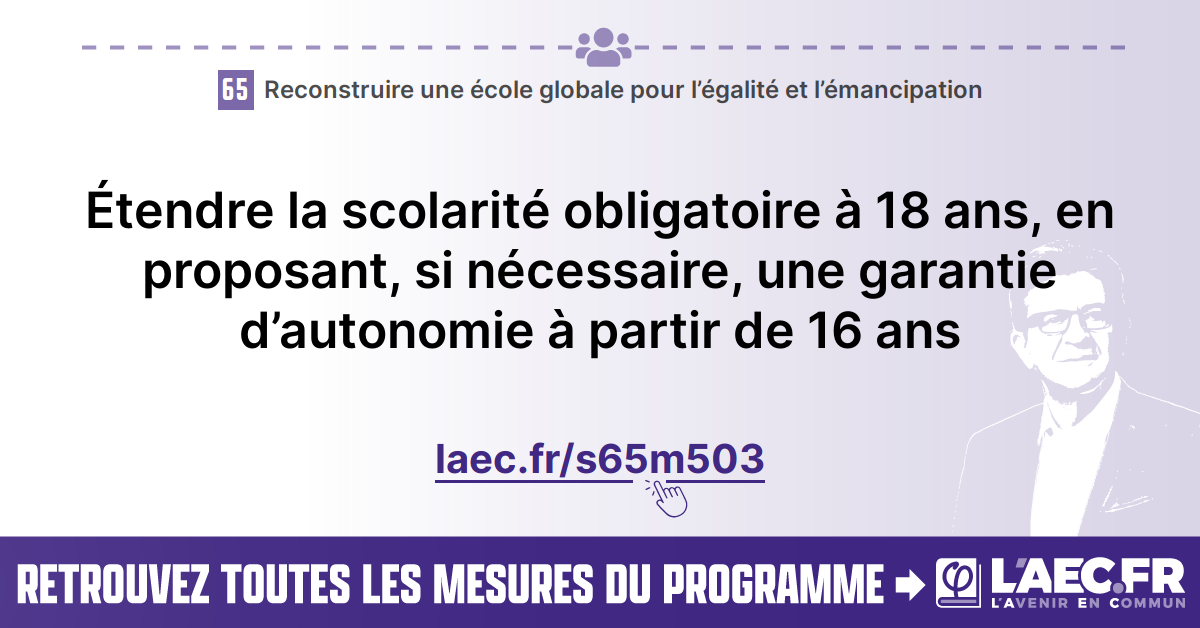 65 Reconstruire une école globale pour l’égalité et l’émancipation
Étendre la scolarité obligatoire à 18 ans, en
proposant, si nécessaire, une garantie
d’autonomie à partir de 16 ans
laec.fr/s65m503
RETROUVEZ TOUTES LES MESURES DU PROGRAMME
φ L'AEC.FR
L'AVENIR EN COMMUN